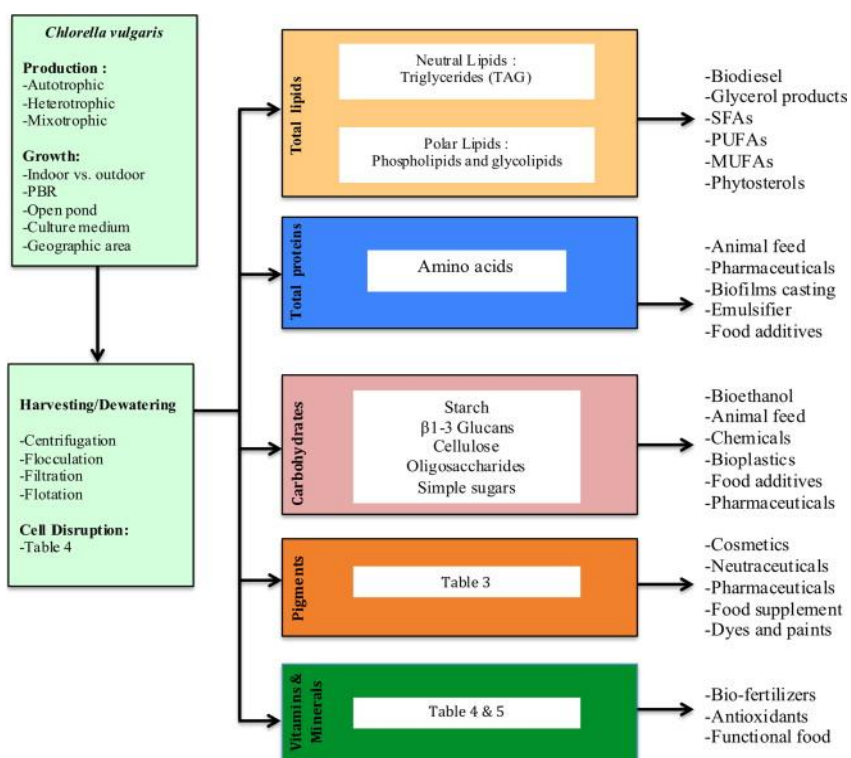 Chlorella vulgaris
Production :
-Autotrophic
-Heterotrophic
-Mixotrophic
Growth:
-Indoor vs. outdoor
-PBR
-Open pond
-Culture medium
-Geographic area
Harvesting/Dewatering
-Centrifugation
-Flocculation
-Filtration
-Flotation
Cell Disruption:
-Table 4
Total lipids
Neutral Lipids :
Triglycerides (TAG)
Polar Lipids :
Phospholipids and glycolipids
-Biodiesel
-Glycerol products
-SFAs
-PUFAs
-MUFAs
-Phytosterols
Total proteins
Amino acids
-Animal feed
-Pharmaceuticals
-Biofilms casting
-Emulsifier
-Food additives
Carbohydrates
Starch
β1-3 Glucans
Cellulose
Oligosaccharides
Simple sugars
-Bioethanol
-Animal feed
-Chemicals
-Bioplastics
-Food additives
-Pharmaceuticals
Pigments
Table 3
-Cosmetics
-Neutraceuticals
-Pharmaceuticals
-Food supplement
-Dyes and paints
Vitamins &
Minerals
Table 4 & 5
-Bio-fertilizers
-Antioxidants
-Functional food